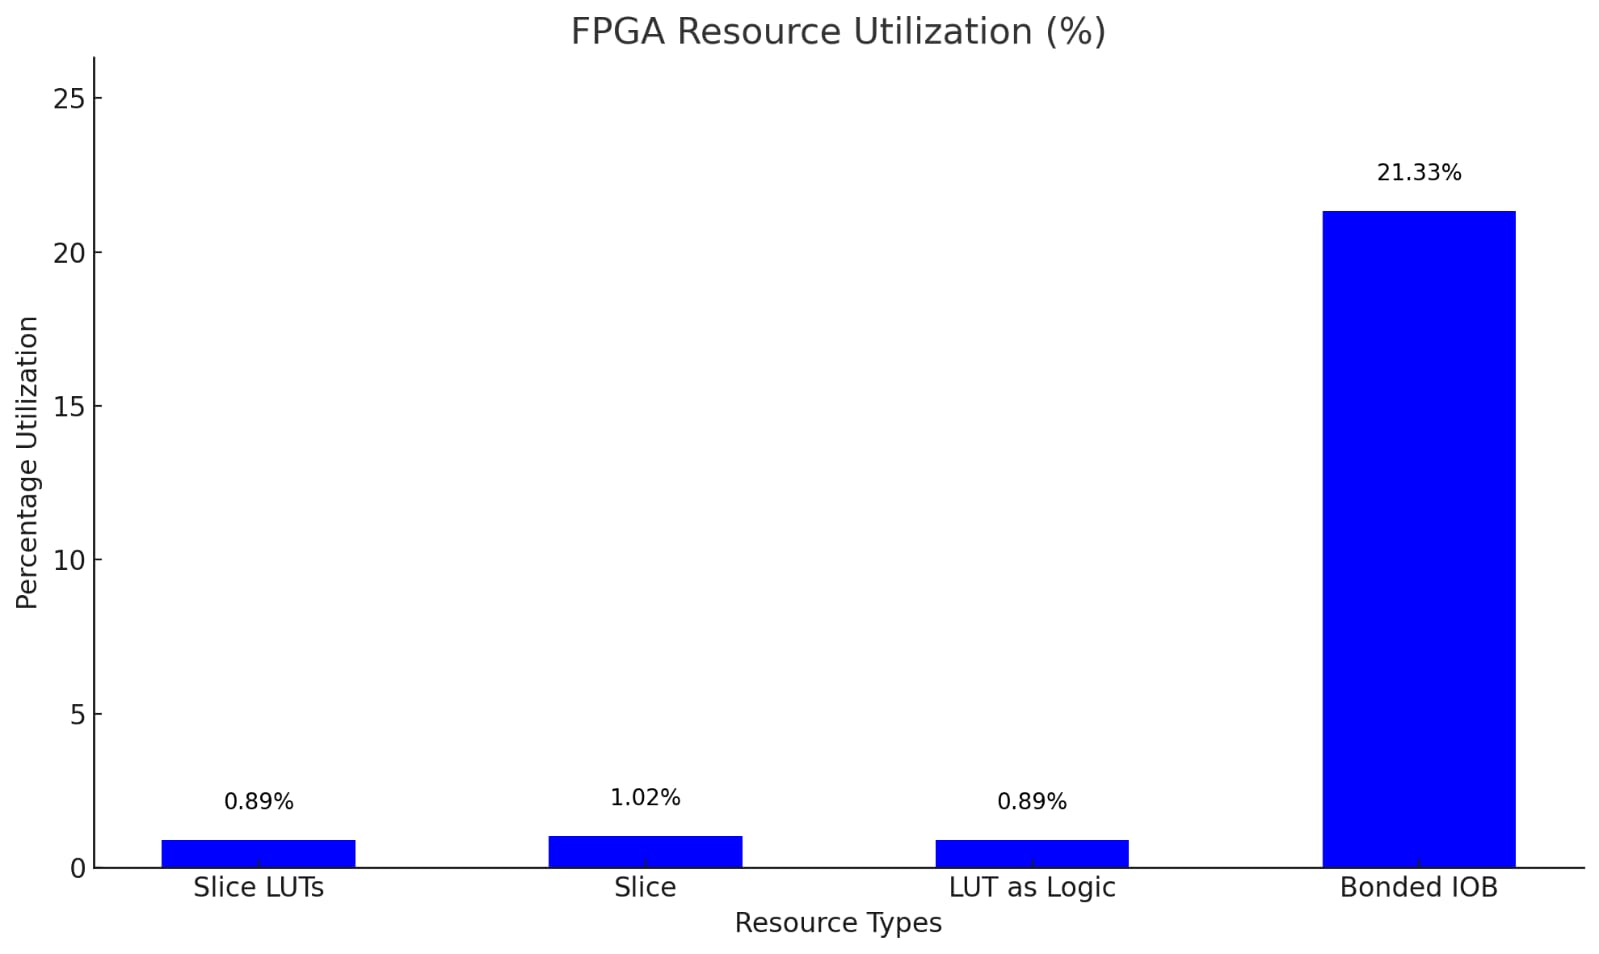 FPGA Resource Utilization (%)
25
20
15
10
5
0
Percentage Utilization
0.89%
1.02%
0.89%
21.33%
Slice LUTs
Slice
LUT as Logic
Bonded IOB
Resource Types